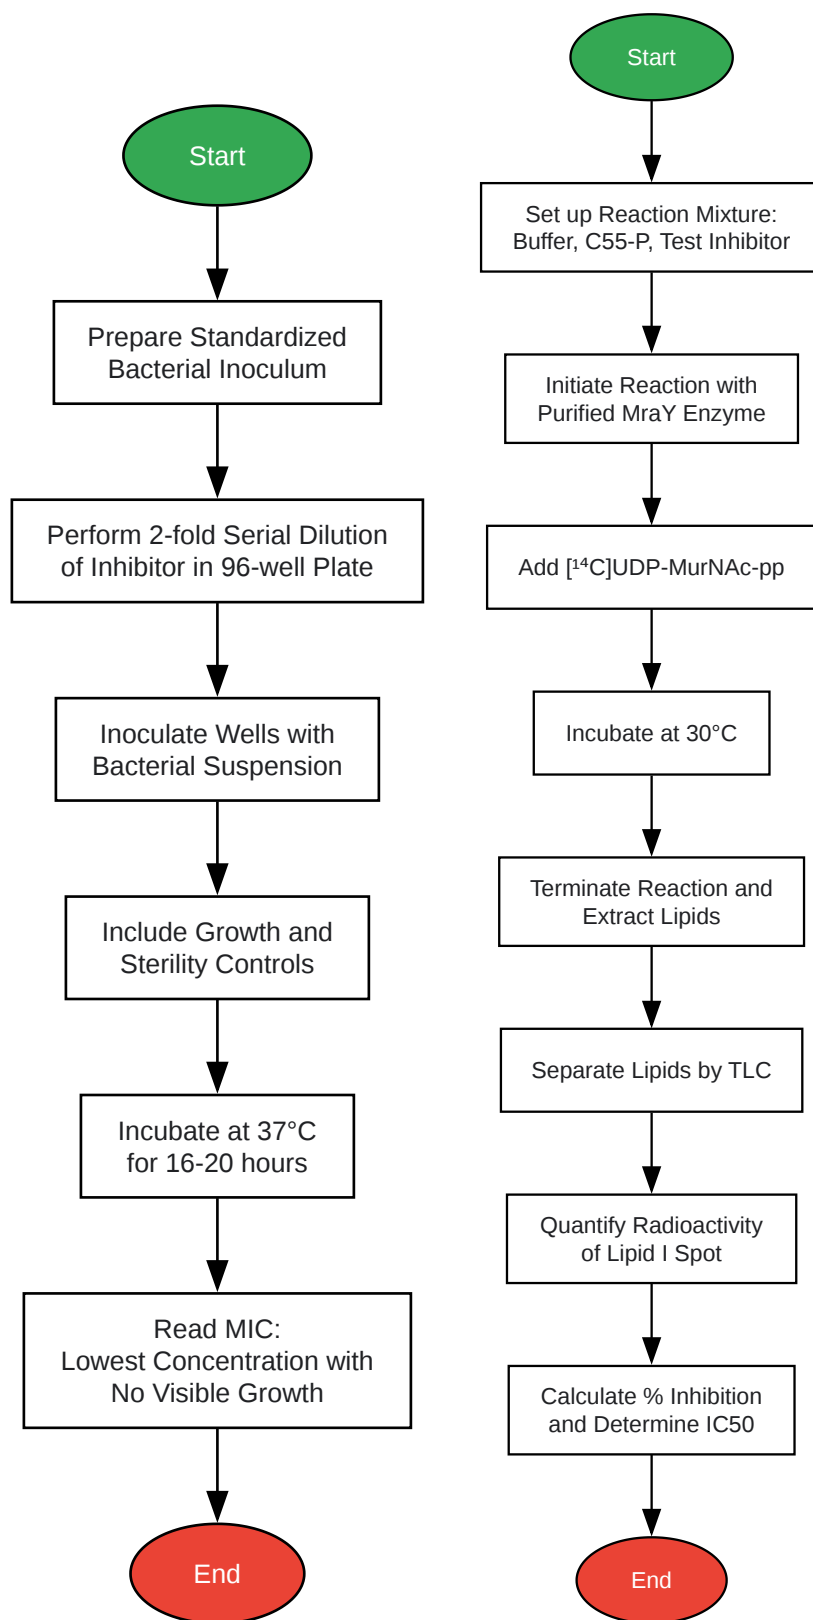 Start
Prepare Standardized
Bacterial Inoculum
Perform 2-fold Serial Dilution
of Inhibitor in 96-well Plate
Inoculate Wells with
Bacterial Suspension
Include Growth and
Sterility Controls
Incubate at 37°C
for 16-20 hours
Read MIC:
Lowest Concentration with
No Visible Growth
End
Start
Set up Reaction Mixture:
Buffer, C55-P, Test Inhibitor
Initiate Reaction with
Purified MraY Enzyme
Add [¹⁴C]UDP-MurNAc-pp
Incubate at 30°C
Terminate Reaction and
Extract Lipids
Separate Lipids by TLC
Quantify Radioactivity
of Lipid I Spot
Calculate % Inhibition
and Determine IC50
End